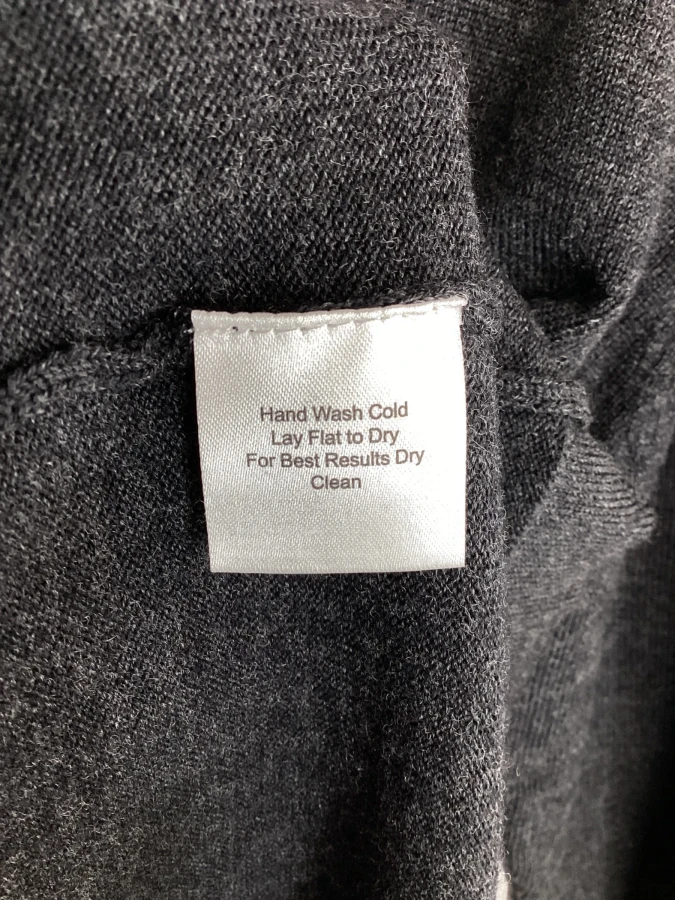 Hand Wash Cold
Lay Flat to Dry
For Best Results Dry
Clean